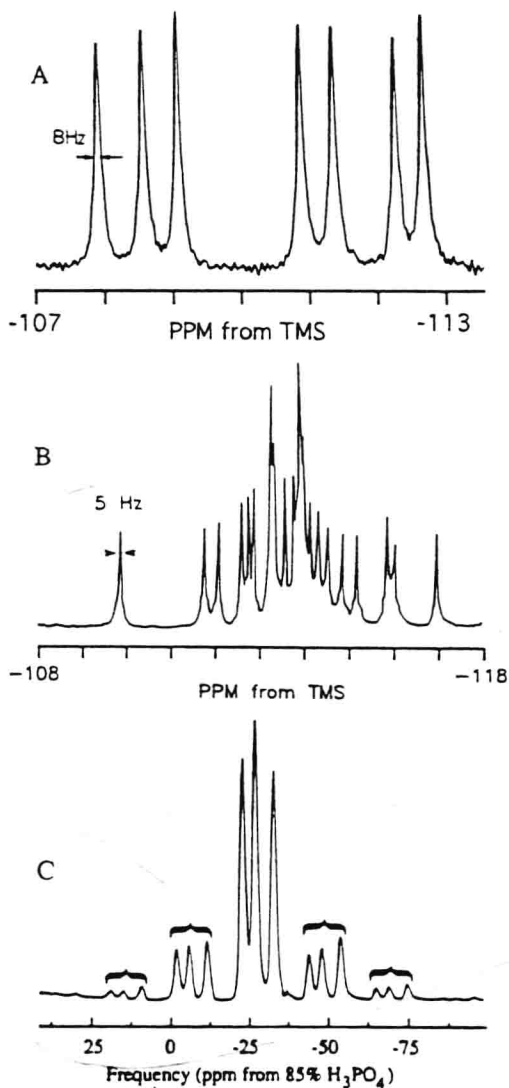 A
8Hz
-107
-113
PPM from TMS
B
5 Hz
-108
-118
PPM from TMS
C
25
0
-25
-50
-75
Frequency (ppm from 85% H₃PO₄)